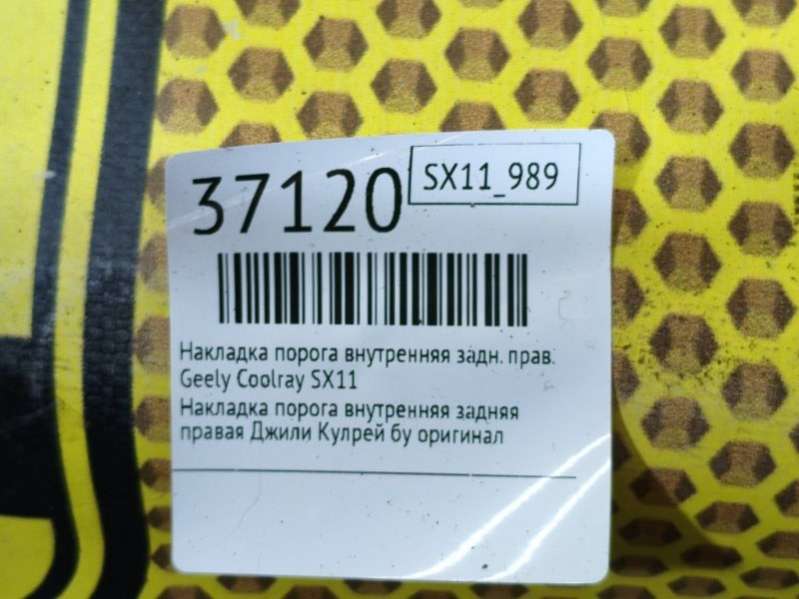 37120
SX11_989
Накладка порога внутренняя задн. прав.
Geely Coolray SX11
Накладка порога внутренняя задняя
правая Джили Кулрей бу оригинал